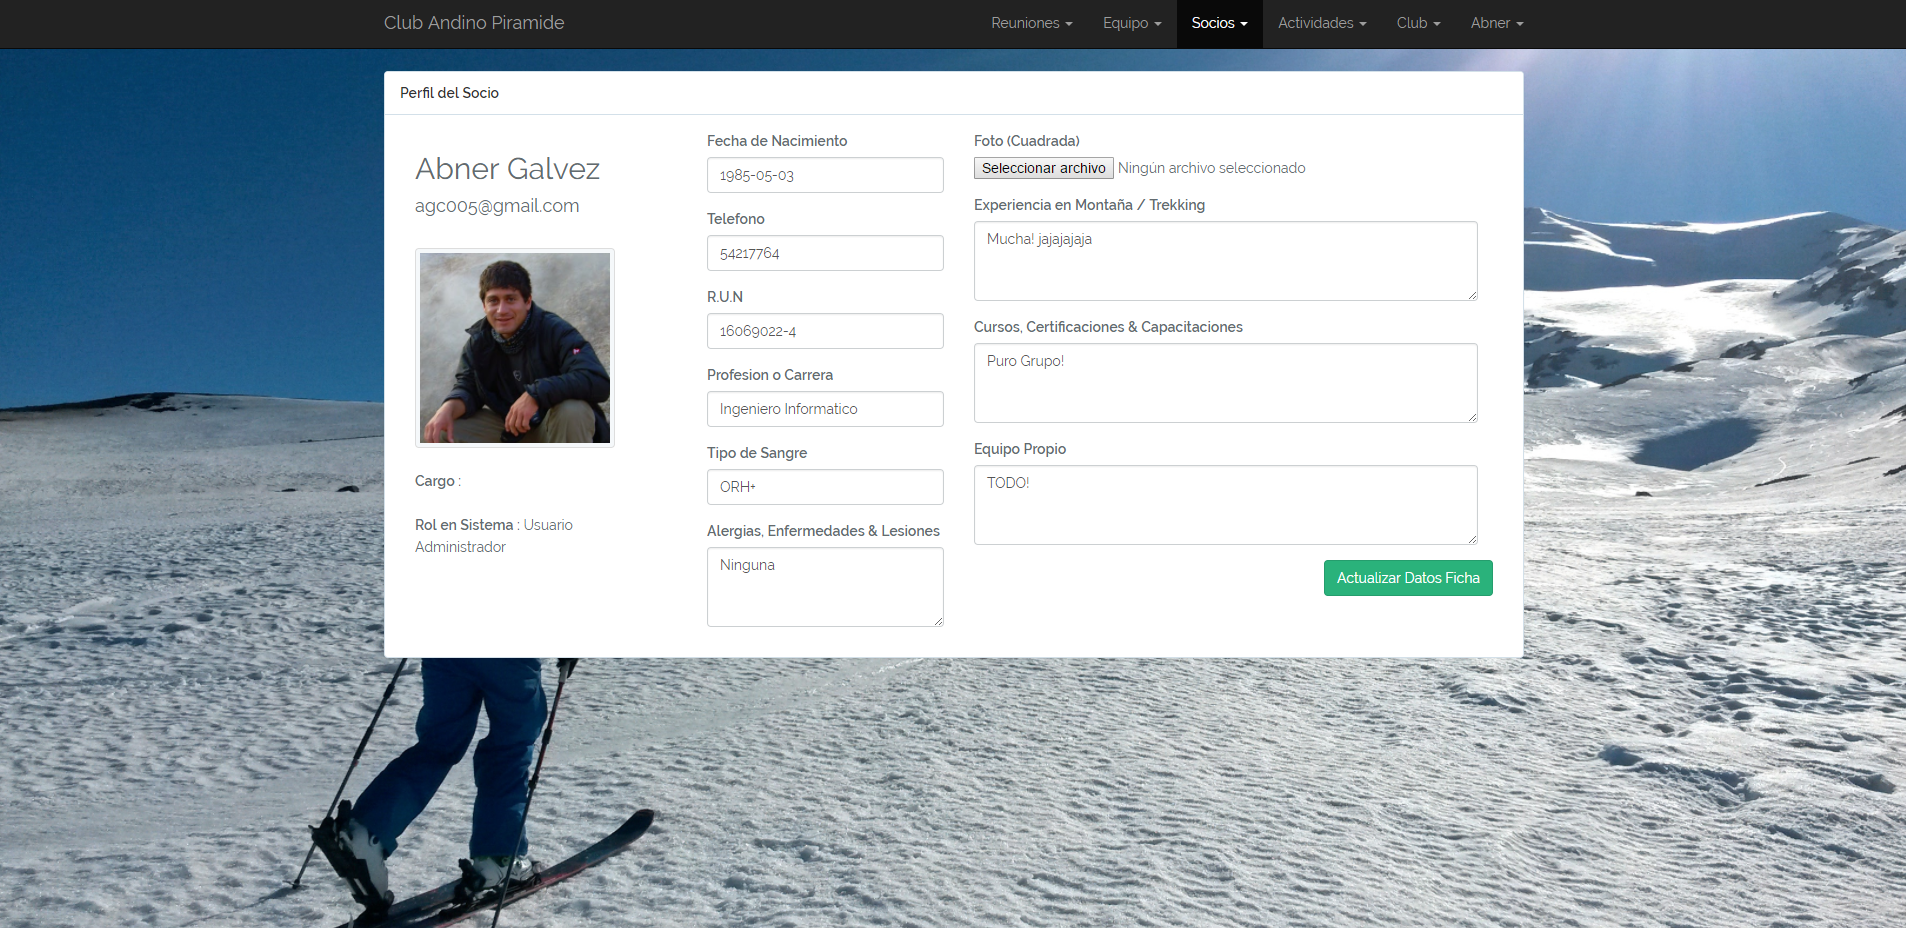 Club Andino Piramide
Reuniones
Equipo
Socios
Actividades
Club
Abner
Perfil del Socio
Abner Galvez
agc005@gmail.com
Cargo :
Rol en Sistema : Usuario
Administrador
Fecha de Nacimiento
1985-05-03
Telefono
54217764
R.U.N
16069022-4
Profesion o Carrera
Ingeniero Informatico
Tipo de Sangre
ORH+
Alergias, Enfermedades & Lesiones
Ninguna
Foto (Cuadrada)
Seleccionar archivo Ningún archivo seleccionado
Experiencia en Montaña / Trekking
Mucha! jajajajaja
Cursos, Certificaciones & Capacitaciones
Puro Grupo!
Equipo Propio
TODO!
Actualizar Datos Ficha